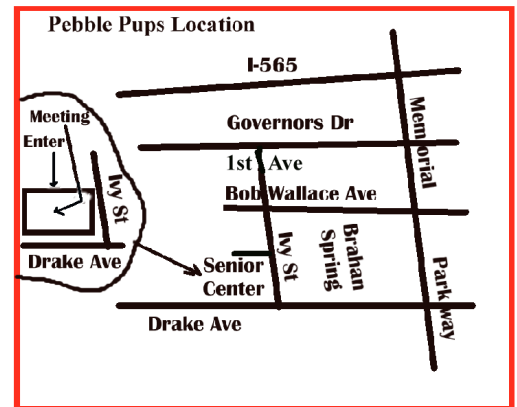 Pebble Pups Location
I-565
Memorial
Parkway
Governors Dr
1st Ave
Bob Wallace Ave
Meeting
Enter
Ivy St
Drake Ave
Senior
Center
Ivy St
Brahan
Spring
Drake Ave